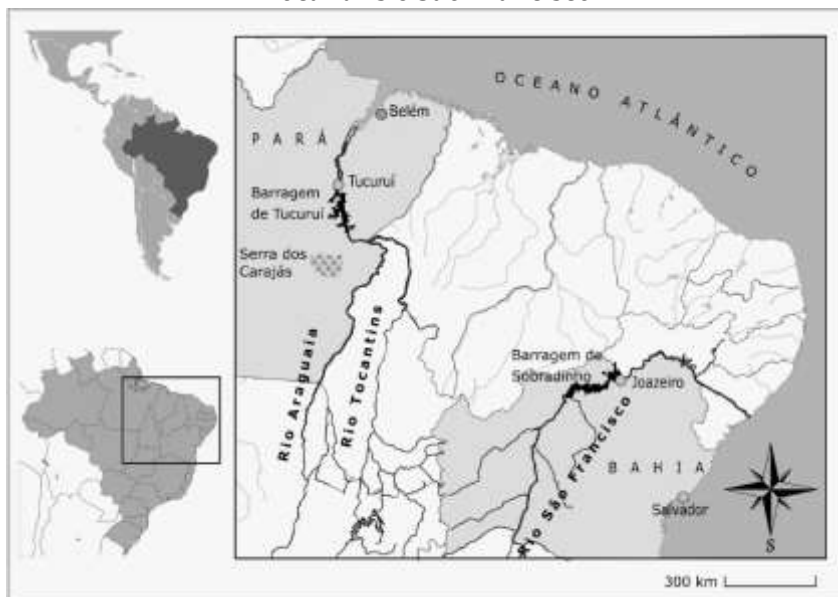 OCEANO ATLÂNTICO
Belém
PARÁ
Tucuruí
Barragem
de Tucuruí
Serra dos
Carajás
Rio Araguaia
Rio Tocantins
Barragem de
Sobradinho
Joazeiro
Rio São Francisco
BAHIA
Salvador
S
300 km